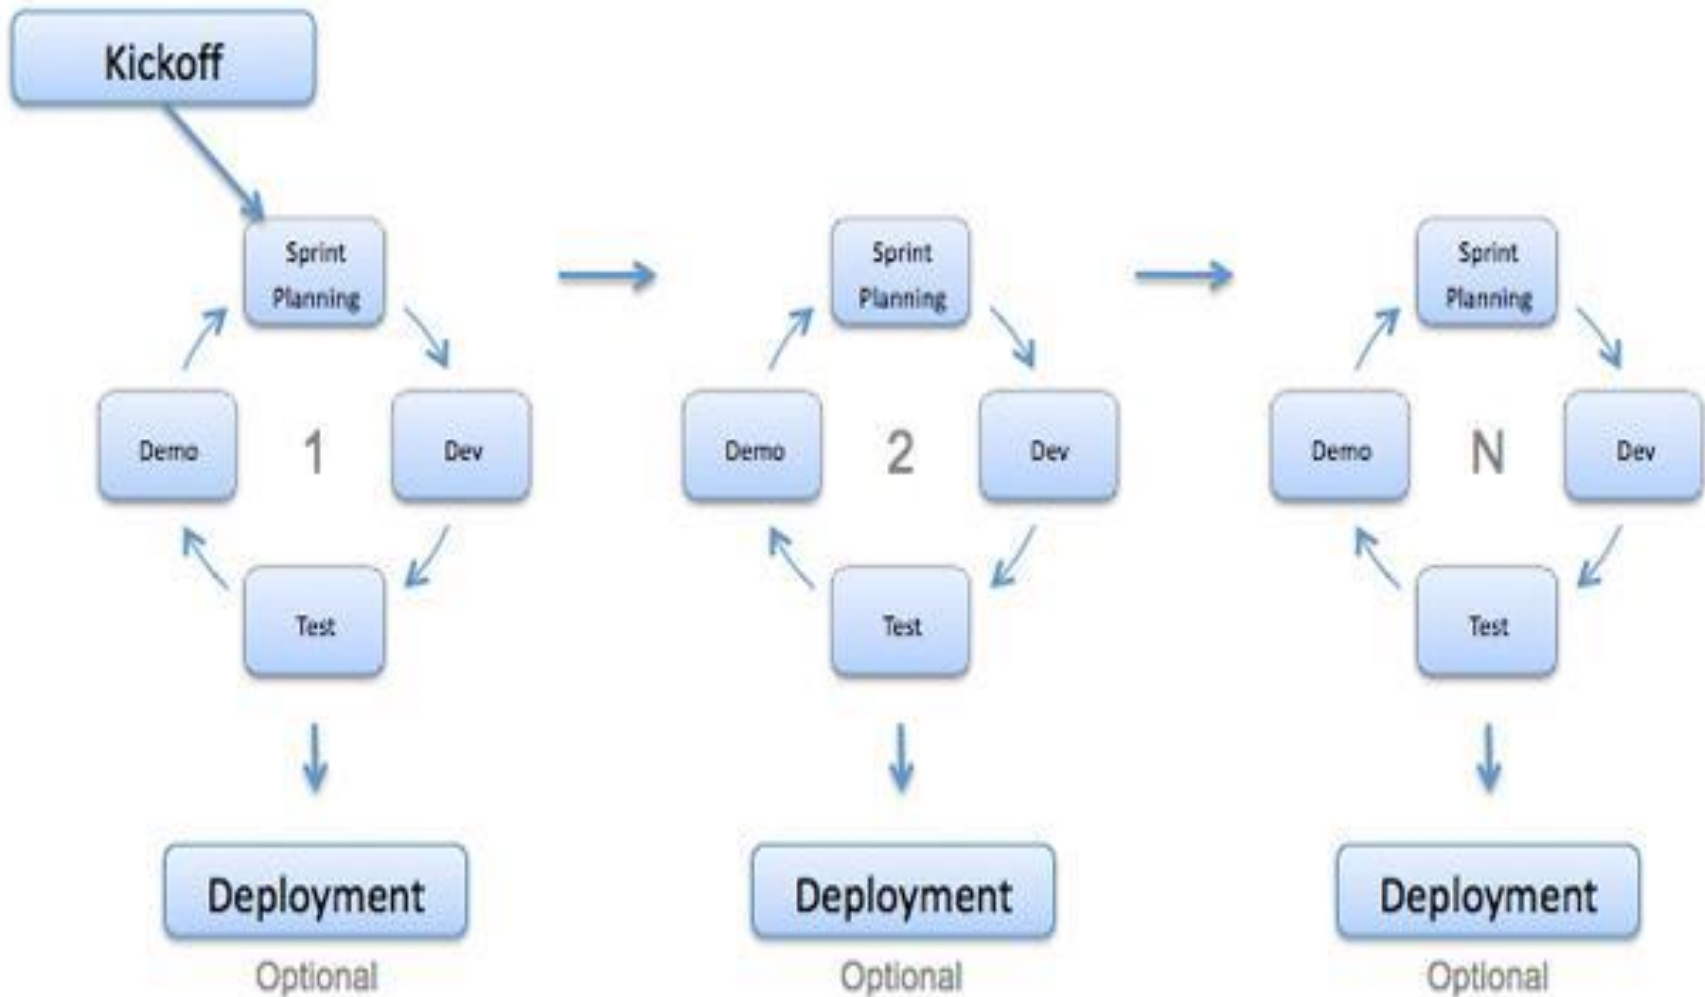 Kickoff
Sprint
Planning
Sprint
Planning
Sprint
Planning
Demo
1
Dev
Demo
2
Dev
Demo
N
Dev
Test
Test
Test
Deployment
Deployment
Deployment
Optional
Optional
Optional